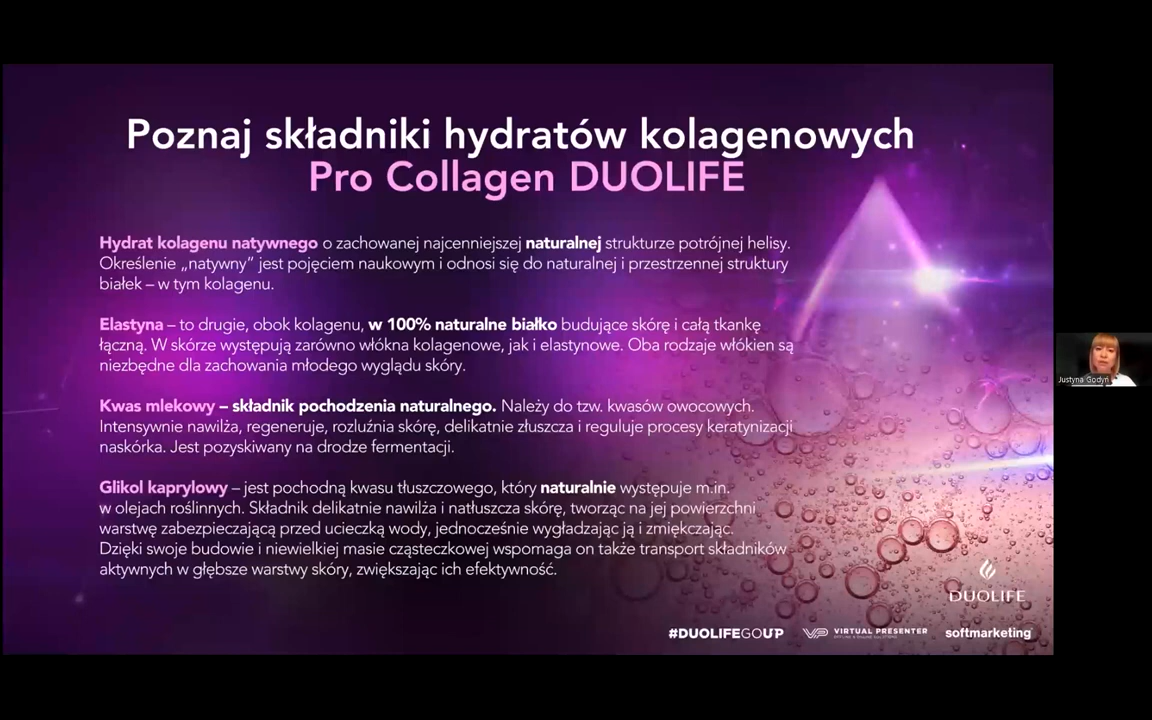 Poznaj składniki hydratów kolagenowych
Pro Collagen DUOLIFE
Hydrat kolagenu natywnego o zachowanej najcenniejszej naturalnej strukturze potrójnej helisy.
Określenie „natywny” jest pojęciem naukowym i odnosi się do naturalnej i przestrzennej struktury
białek – w tym kolagenu.
Elastyna – to drugie, obok kolagenu, w 100% naturalne białko budujące skórę i całą tkankę
łączną. W skórze występują zarówno włókna kolagenowe, jak i elastynowe. Oba rodzaje włókien są
niezbędne dla zachowania młodego wyglądu skóry.
Kwas mlekowy – składnik pochodzenia naturalnego. Należy do tzw. kwasów owocowych.
Intensywnie nawilża, regeneruje, rozluźnia skórę, delikatnie złuszcza i reguluje procesy keratynizacji
naskórka. Jest pozyskiwany na drodze fermentacji.
Glikol kaprylowy – jest pochodną kwasu tłuszczowego, który naturalnie występuje m.in.
w olejach roślinnych. Składnik delikatnie nawilża i natłuszcza skórę, tworząc na jej powierzchni
warstwę zabezpieczającą przed ucieczką wody, jednocześnie wygładzając ją i zmiękczając.
Dzięki swoje budowie i niewielkiej masie cząsteczkowej wspomaga on także transport składników
aktywnych w głębsze warstwy skóry, zwiększając ich efektywność.
DUOLIFE
#DUOLIFEGOUP
VP VIRTUAL PRESENTER
softmarketing
Justyna Godyń